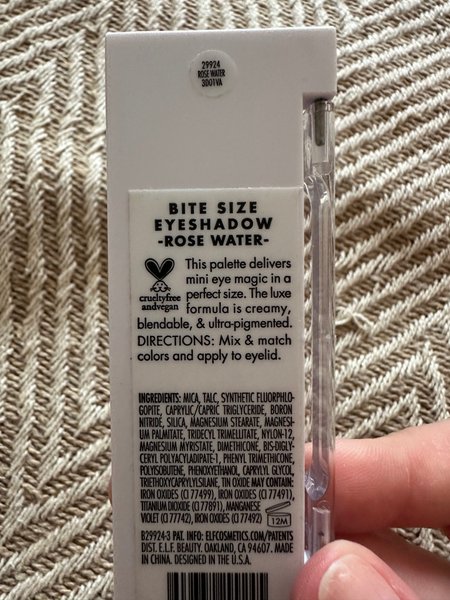 29924
ROSE WATER
3D01VA
BITE SIZE
EYESHADOW
-ROSE WATER-
crueltyfree
andvegan
This palette delivers
mini eye magic in a
perfect size. The luxe
formula is creamy,
blendable, & ultra-pigmented.
DIRECTIONS: Mix & match
colors and apply to eyelid.
INGREDIENTS: MICA, TALC, SYNTHETIC FLUORPHLO-
GOPITE, CAPRYLIC/CAPRIC TRIGLYCERIDE, BORON
NITRIDE, SILICA, MAGNESIUM STEARATE, MAGNESI-
UM PALMITATE, TRIDECYL TRIMELLITATE, NYLON-12,
MAGNESIUM MYRISTATE, DIMETHICONE, BIS-DIGLY-
CERYL POLYACYLADIPATE-1, PHENYL TRIMETHICONE,
POLYISOBUTENE, PHENOXYETHANOL, CAPRYLYL GLYCOL,
TRIETHOXYCAPRYLYLSILANE, TIN OXIDE MAY CONTAIN:
IRON OXIDES (CI 77499), IRON OXIDES (CI 77491),
TITANIUM DIOXIDE (CI 77891), MANGANESE
VIOLET (CI 77742), IRON OXIDES (CI 77492)
12M
B29924-3 PAT. INFO: ELFCOSMETICS.COM/PATENTS
DIST. E.L.F. BEAUTY. OAKLAND, CA 94607. MADE
IN CHINA. DESIGNED IN THE U.S.A.